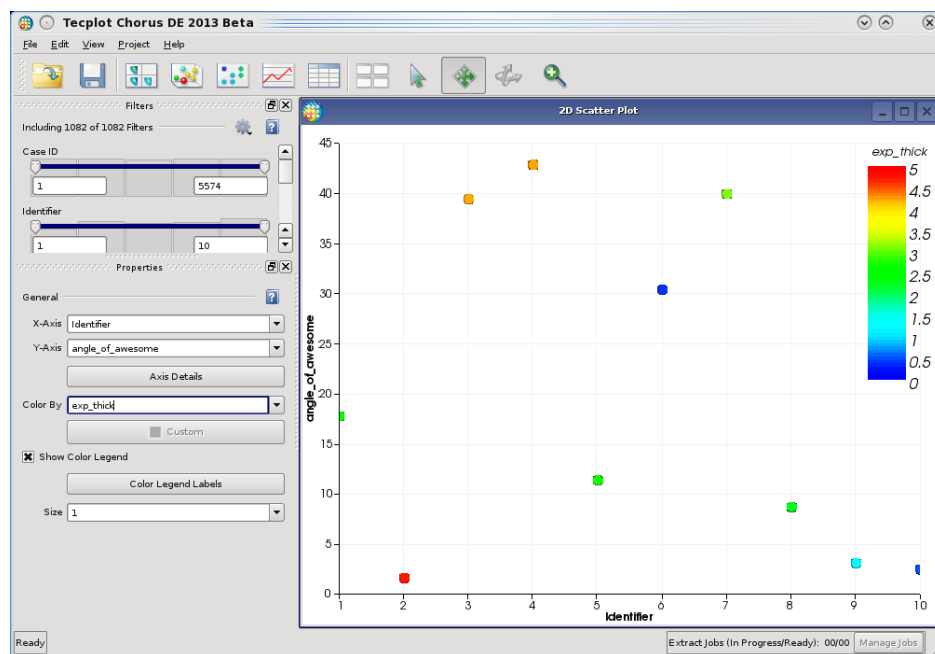 Tecplot Chorus DE 2013 Beta
File Edit View Project Help
Filters
Including 1082 of 1082 Filters
Case ID
1 5574
Identifier
1 10
Properties
General
X-Axis Identifier
Y-Axis angle_of_awesome
Axis Details
Color By exp_thick
Custom
Show Color Legend
Color Legend Labels
Size 1
2D Scatter Plot
45
40
35
30
25
20
15
10
5
0
angle_of_awesome
1 2 3 4 5 6 7 8 9 10
Identifier
exp_thick
5
4.5
4
3.5
3
2.5
2
1.5
1
0.5
0
Ready
Extract Jobs (In Progress/Ready): 00/00 Manage Jobs